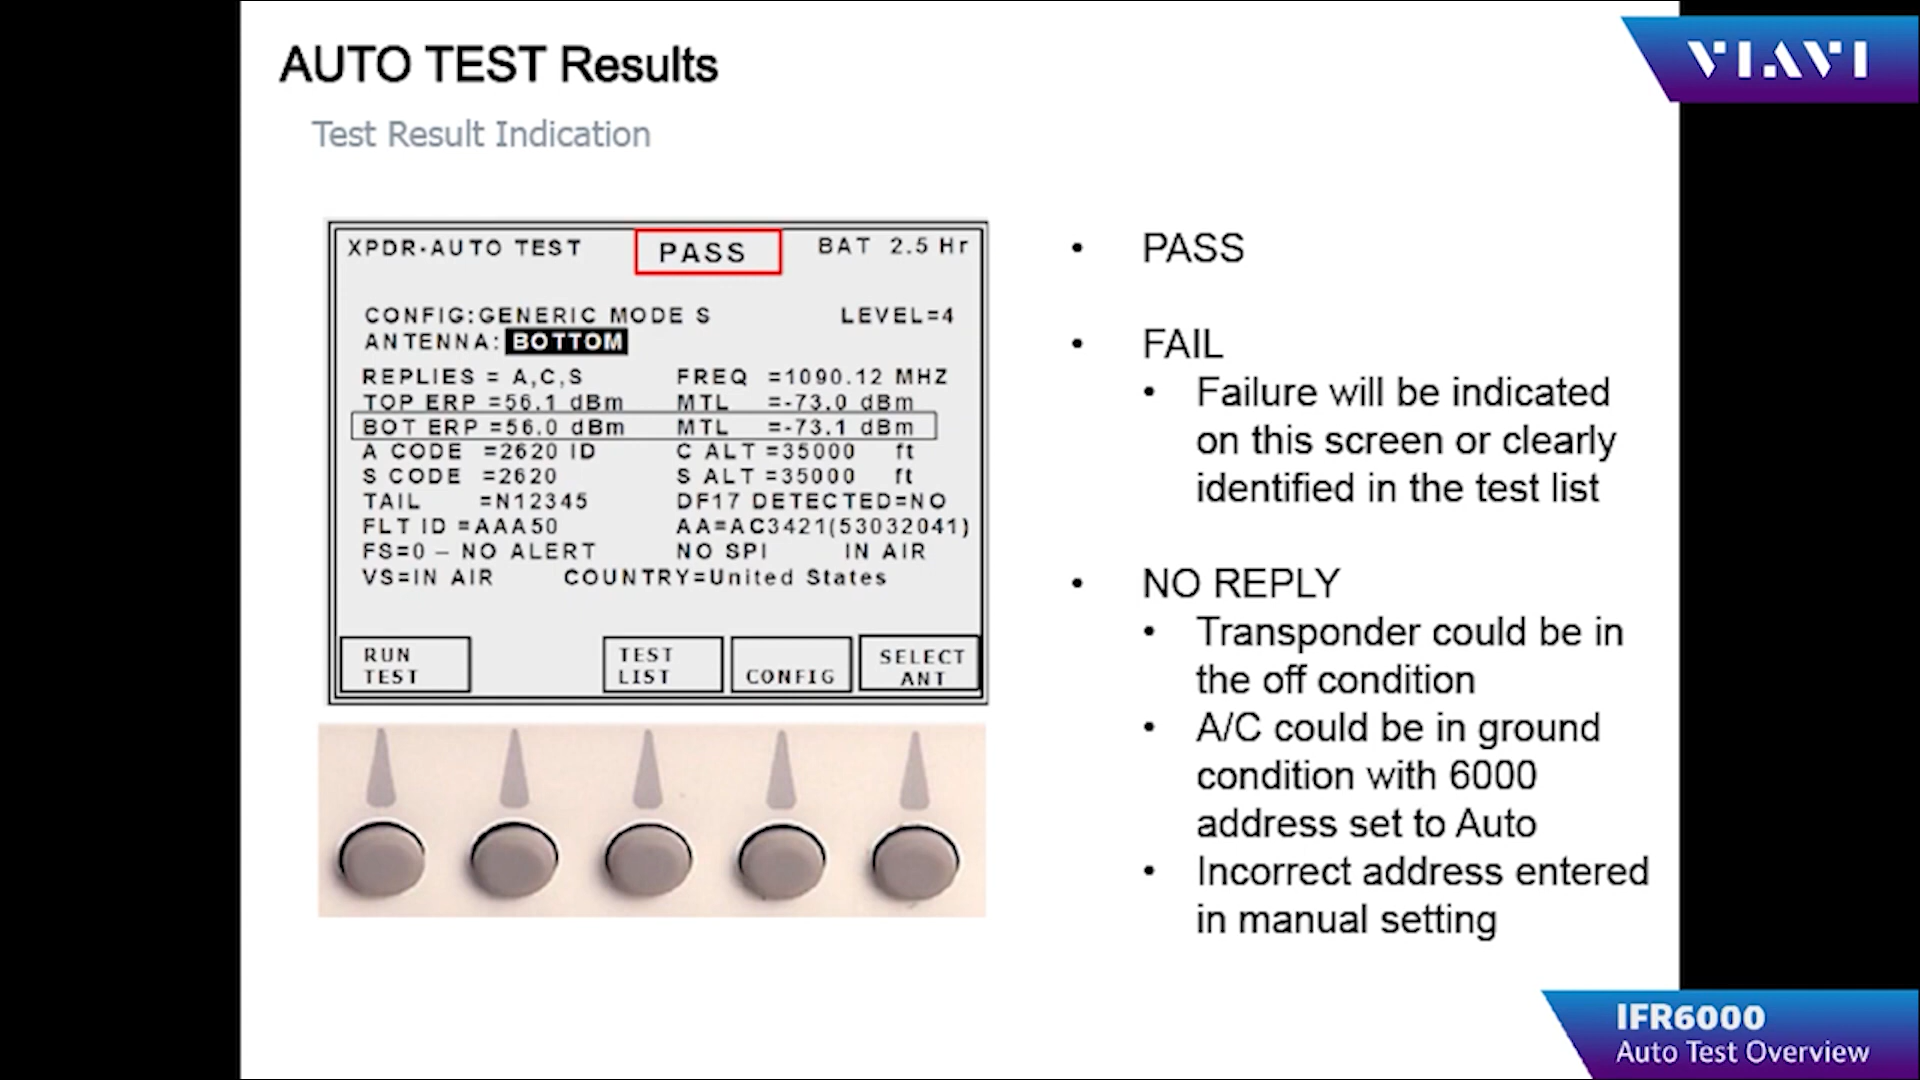 AUTO TEST Results
VIAVI
Test Result Indication
XPDR-AUTO TEST PASS BAT 2.5 Hr
CONFIG:GENERIC MODE S LEVEL=4
ANTENNA: BOTTOM
REPLIES = A,C,S FREQ =1090.12 MHZ
TOP ERP =56.1 dBm MTL =-73.0 dBm
BOT ERP =56.0 dBm MTL =-73.1 dBm
A CODE =2620 ID C ALT =35000 ft
S CODE =2620 S ALT =35000 ft
TAIL =N12345 DF17 DETECTED=NO
FLT ID =AAA50 AA=AC3421(53032041)
FS=0 – NO ALERT NO SPI IN AIR
VS=IN AIR COUNTRY=United States
RUN
TEST
TEST
LIST
CONFIG
SELECT
ANT
• PASS
• FAIL
• Failure will be indicated
on this screen or clearly
identified in the test list
• NO REPLY
• Transponder could be in
the off condition
• A/C could be in ground
condition with 6000
address set to Auto
• Incorrect address entered
in manual setting
IFR6000
Auto Test Overview